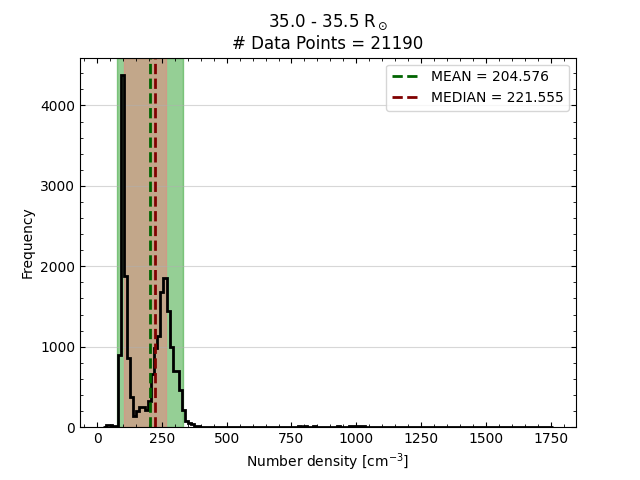 35.0 - 35.5 R⊙
# Data Points = 21190
MEAN = 204.576
MEDIAN = 221.555
Frequency
4000
3000
2000
1000
0
0 250 500 750 1000 1250 1500 1750
Number density [cm⁻³]